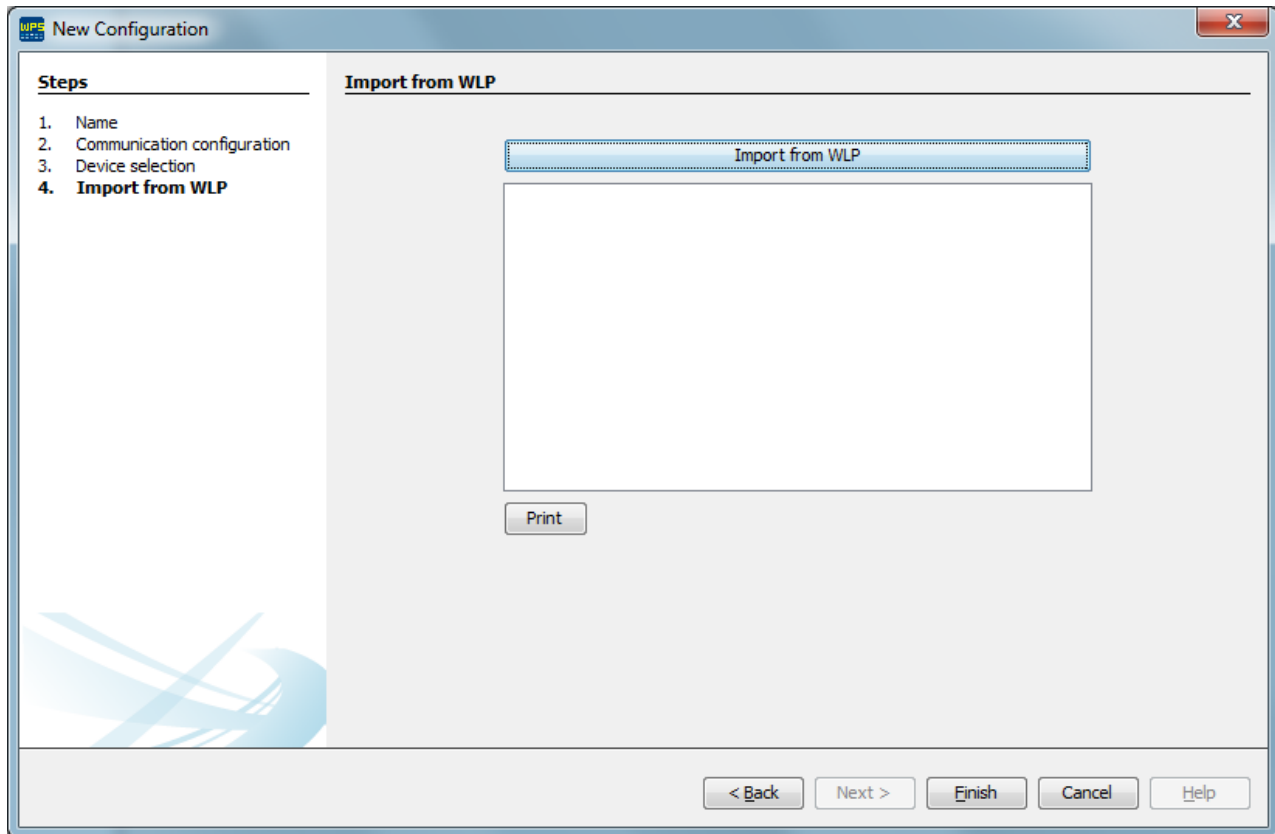 WPS New Configuration X
Steps
1. Name
2. Communication configuration
3. Device selection
4. Import from WLP
Import from WLP
Import from WLP
Print
< Back Next > Finish Cancel Help